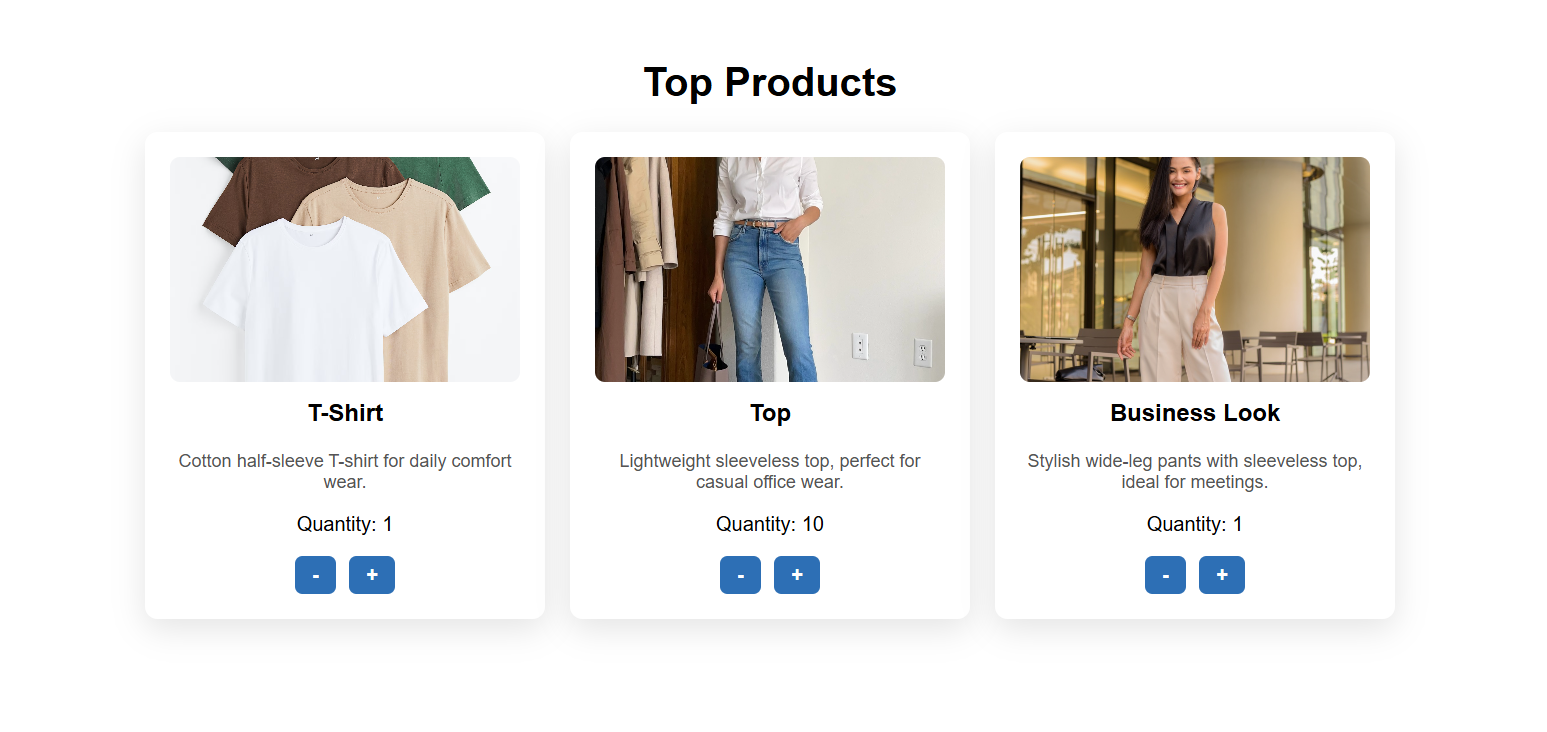 Top Products
T-Shirt
Cotton half-sleeve T-shirt for daily comfort
wear.
Quantity: 1
-
+
Top
Lightweight sleeveless top, perfect for
casual office wear.
Quantity: 10
-
+
Business Look
Stylish wide-leg pants with sleeveless top,
ideal for meetings.
Quantity: 1
-
+